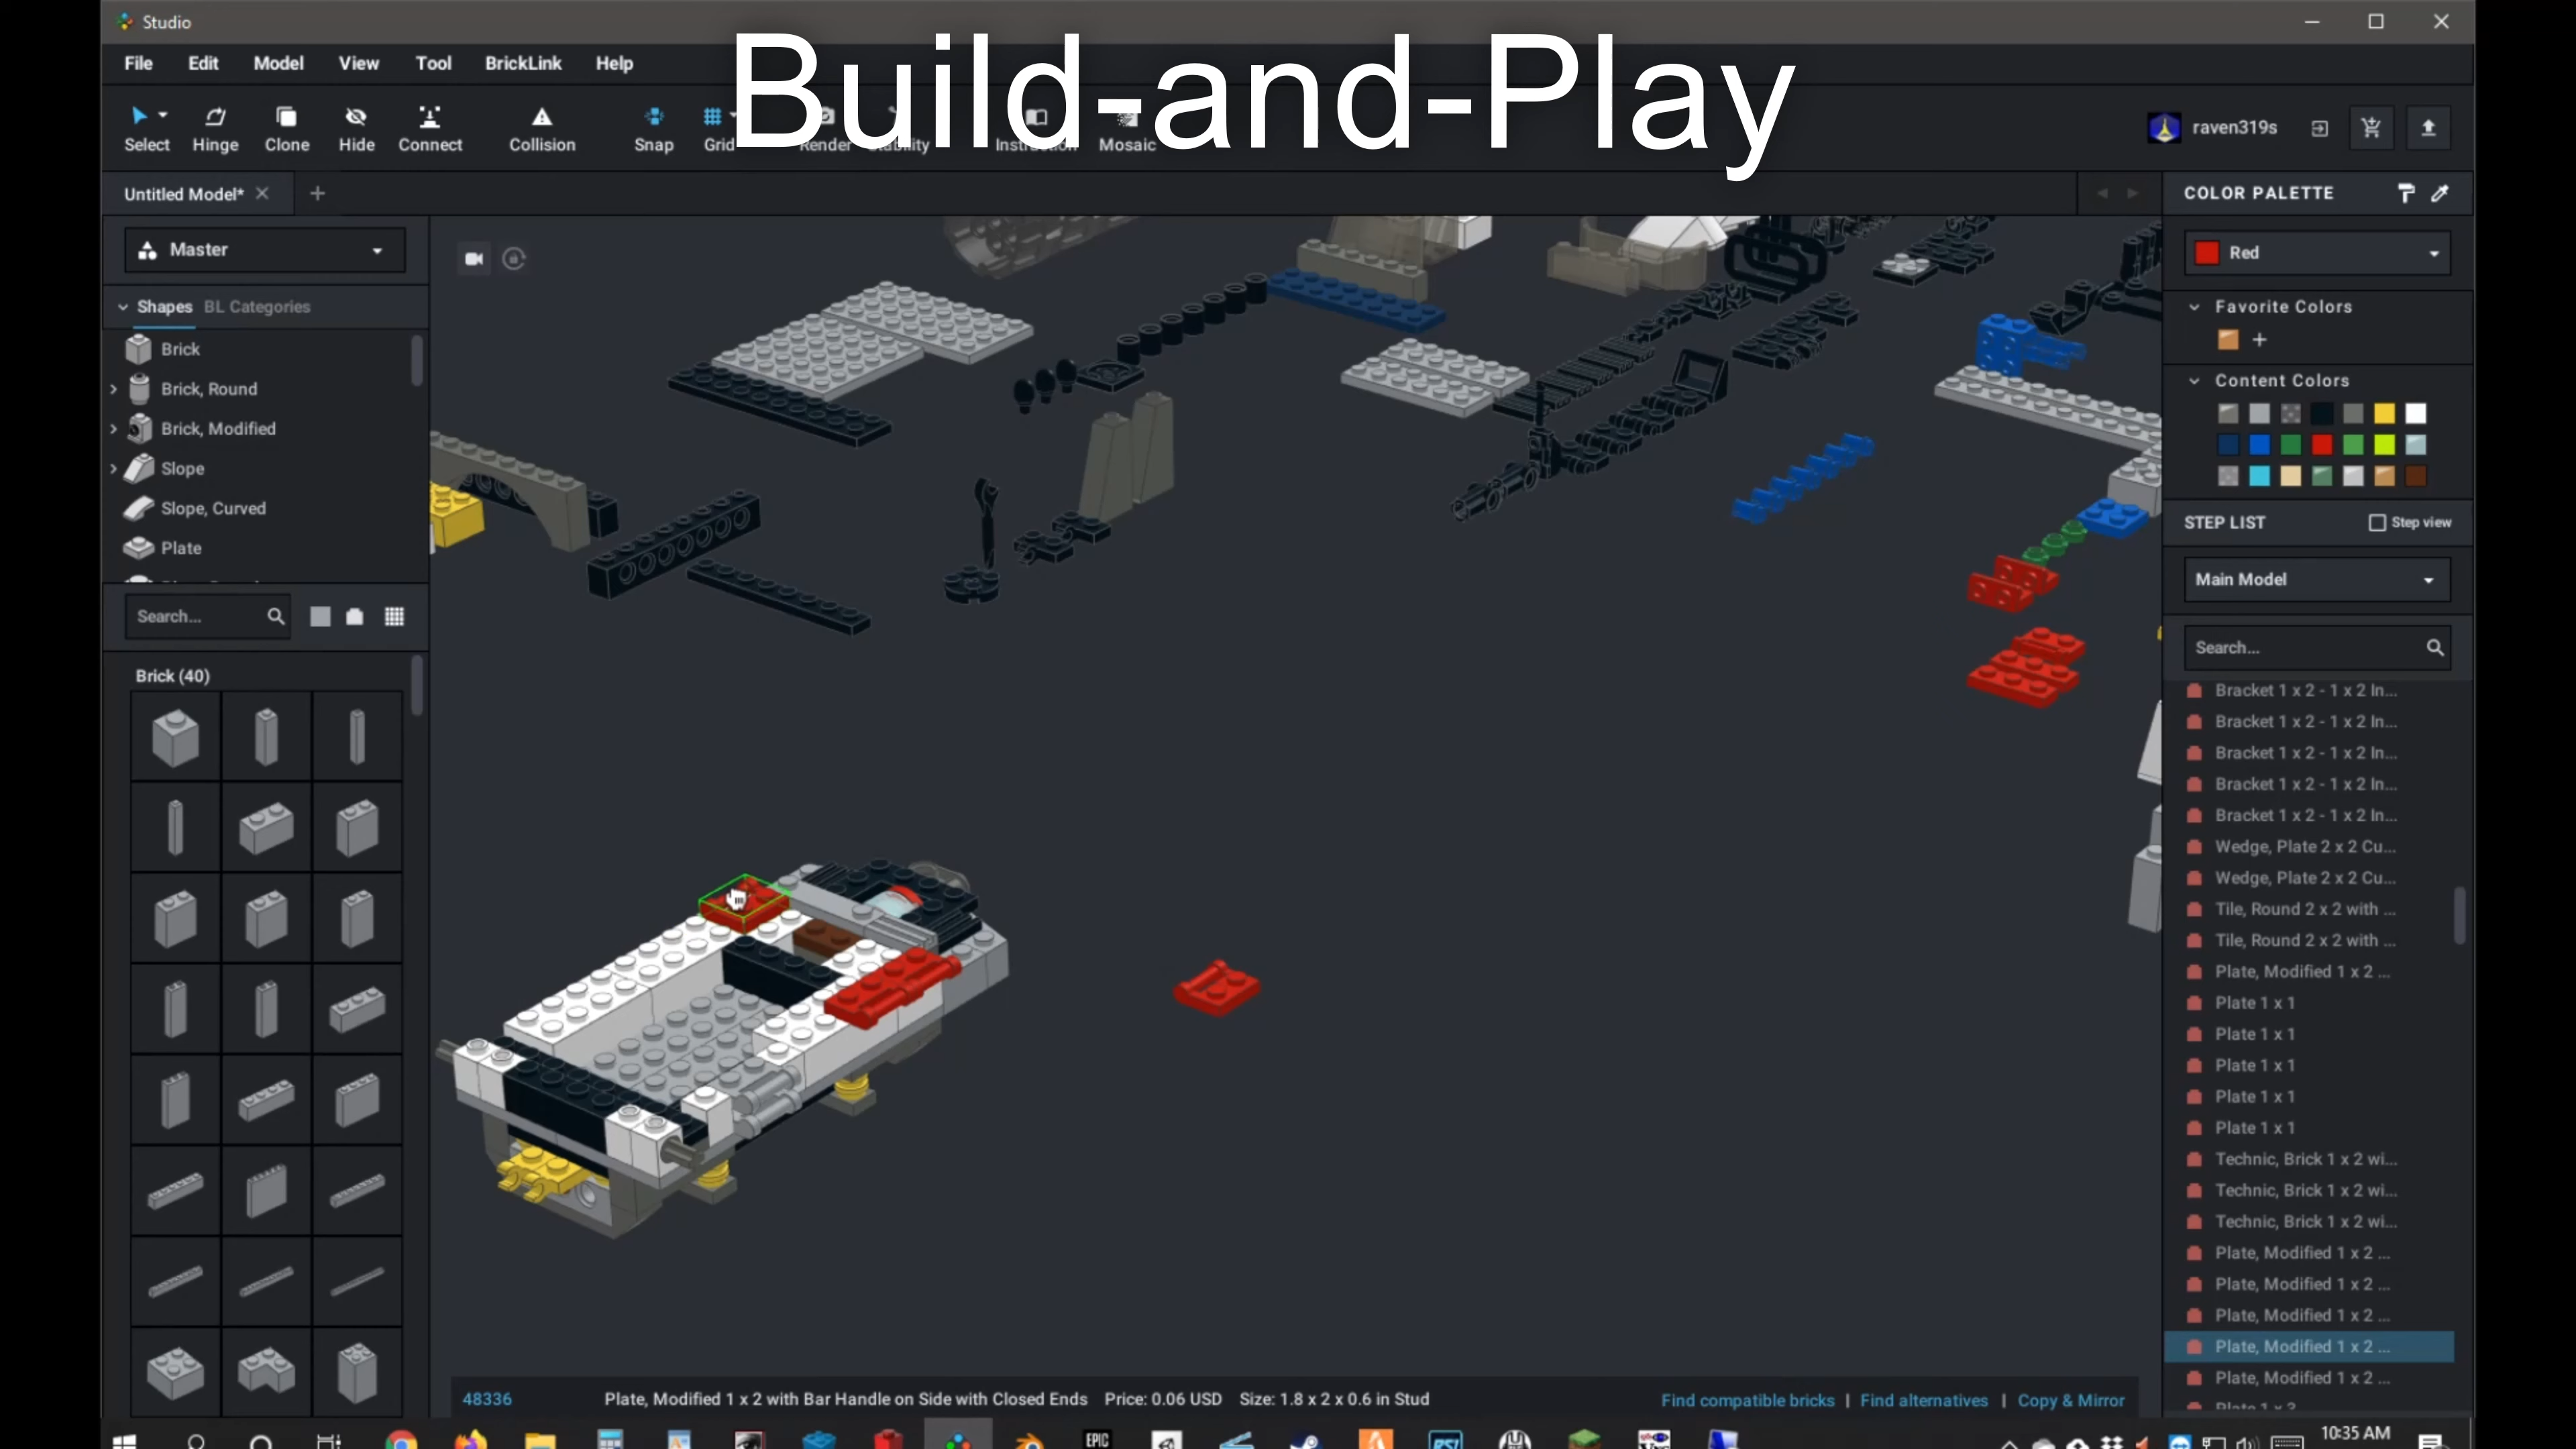 Studio
Build-and-Play
File Edit Model View Tool BrickLink Help
Select Hinge Clone Hide Connect Collision Snap Grid Render Mosaic
raven319s
Untitled Model*
COLOR PALETTE
Master
Red
Shapes BL Categories
Favorite Colors
Brick
Brick, Round
Content Colors
Brick, Modified
Slope
Slope, Curved
STEP LIST Step view
Plate
Main Model
Search...
Search...
Brick (40)
Bracket 1 x 2 - 1 x 2 In...
Bracket 1 x 2 - 1 x 2 In...
Bracket 1 x 2 - 1 x 2 In...
Bracket 1 x 2 - 1 x 2 In...
Bracket 1 x 2 - 1 x 2 In...
Wedge, Plate 2 x 2 Cu...
Wedge, Plate 2 x 2 Cu...
Tile, Round 2 x 2 with ...
Tile, Round 2 x 2 with ...
Plate, Modified 1 x 2 ...
Plate 1 x 1
Plate 1 x 1
Plate 1 x 1
Plate 1 x 1
Plate 1 x 1
Technic, Brick 1 x 2 wi...
Technic, Brick 1 x 2 wi...
Technic, Brick 1 x 2 wi...
Plate, Modified 1 x 2 ...
Plate, Modified 1 x 2 ...
Plate, Modified 1 x 2 ...
Plate, Modified 1 x 2 ...
Plate, Modified 1 x 2 ...
48336 Plate, Modified 1 x 2 with Bar Handle on Side with Closed Ends Price: 0.06 USD Size: 1.8 x 2 x 0.6 in Stud
Find compatible bricks | Find alternatives | Copy & Mirror
EPIC
RSI
10:35 AM